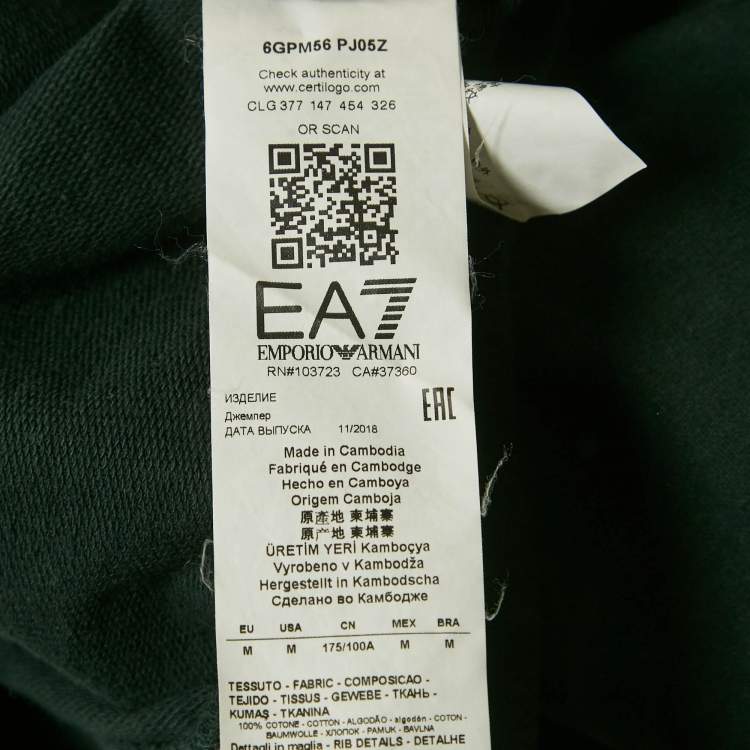 6GPM56 PJ05Z
Check authenticity at
www.certilogo.com
CLG 377 147 454 326
OR SCAN
EA7
EMPORIO ARMANI
RN#103723 CA#37360
ИЗДЕЛИЕ
Джемпер
ДАТА ВЫПУСКА 11/2018
EAC
Made in Cambodia
Fabriqué en Cambodge
Hecho en Camboya
Origem Camboja
原產地 柬埔寨
原产地 柬埔寨
ÜRETİM YERİ Kamboçya
Vyrobeno v Kambodža
Hergestellt in Kambodscha
Сделано во Камбодже
EU USA CN MEX BRA
M M 175/100A M M
TESSUTO - FABRIC - COMPOSICAO -
TEJIDO - TISSUS - GEWEBE - ТКАНЬ -
KUMAŞ - TKANINA
100% COTONE - COTTON - ALGODÃO - algodón - COTON -
BAUMWOLLE - ХЛОПОК - PAMUK - BAVLNA
Dettagli in maglia - RIB DETAILS - DETALHE